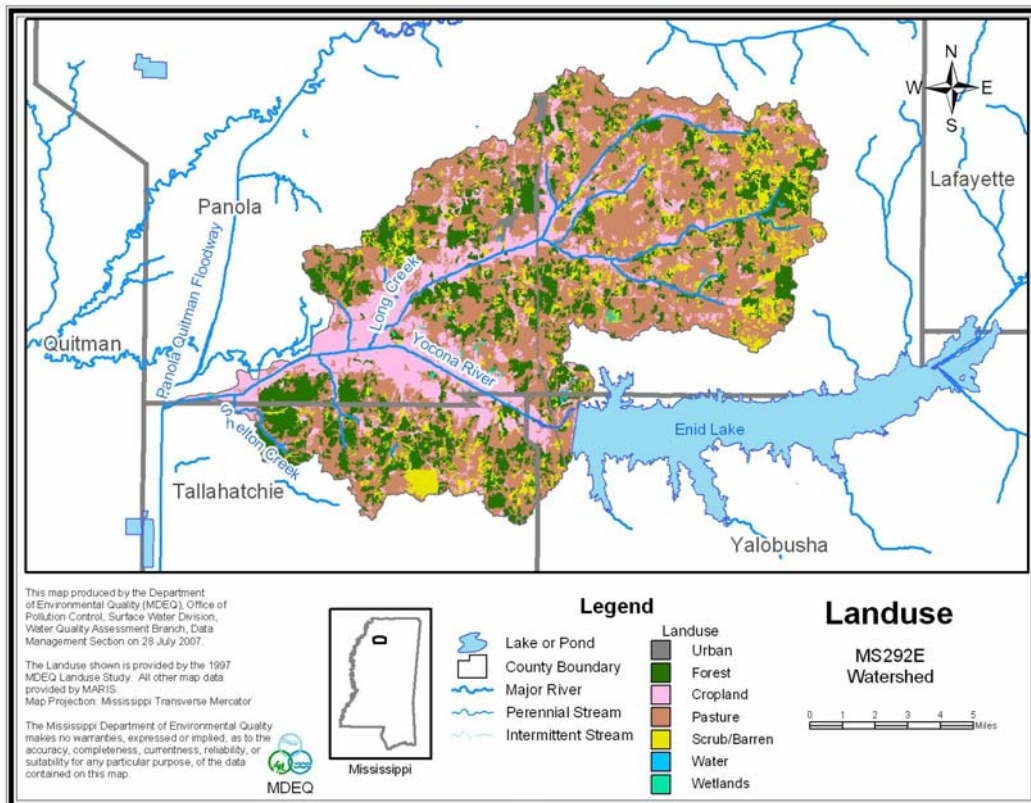 N
W E
S
Panola
Lafayette
Panola Quitman Floodway
Long Creek
Quitman
Yocona River
Enid Lake
Shelton Creek
Tallahatchie
Yalobusha
This map produced by the Department
of Environmental Quality (MDEQ), Office of
Pollution Control, Surface Water Division,
Water Quality Assessment Branch, Data
Management Section on 28 July 2007.
The Landuse shown is provided by the 1997
MDEQ Landuse Study. All other map data
provided by MARIS.
Map Projection: Mississippi Transverse Mercator
The Mississippi Department of Environmental Quality
makes no warranties, expressed or implied, as to the
accuracy, completeness, currentness, reliability, or
suitability for any particular purpose, of the data
contained on this map.
MDEQ
Mississippi
Legend
Lake or Pond
County Boundary
Major River
Perennial Stream
Intermittent Stream
Landuse
Urban
Forest
Cropland
Pasture
Scrub/Barren
Water
Wetlands
Landuse
MS292E
Watershed
0 1 2 3 4 5
Miles